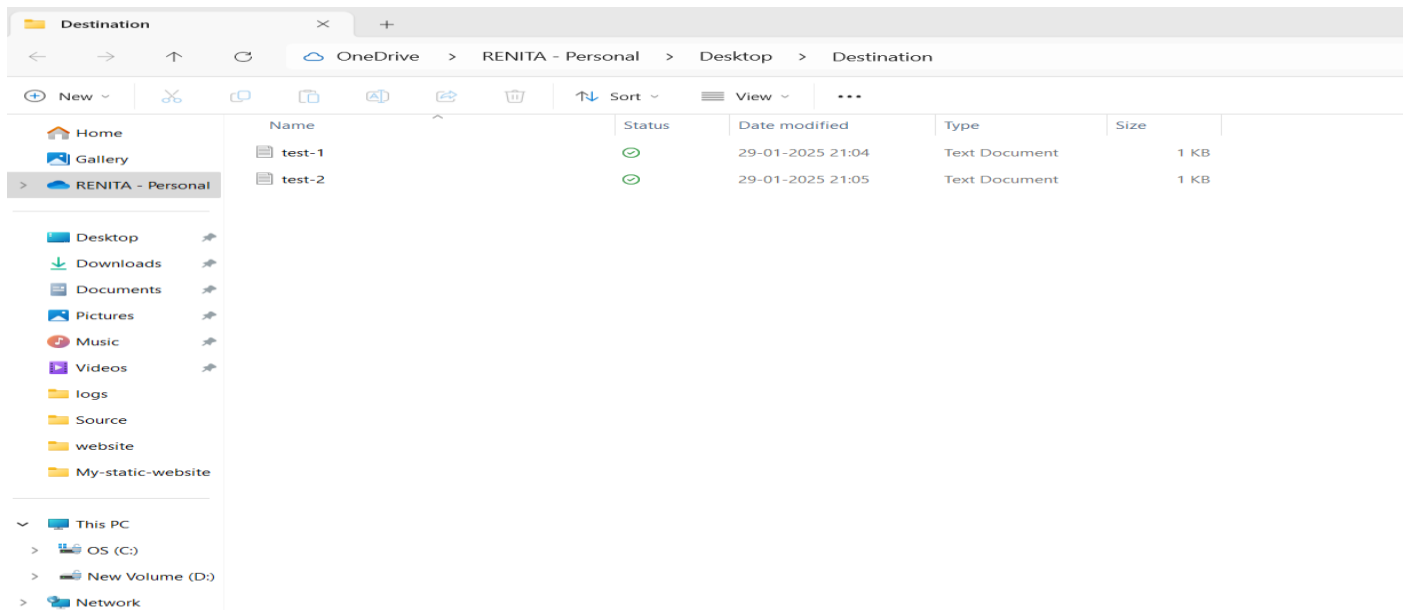 Destination
OneDrive > RENITA - Personal > Desktop > Destination
New Sort View ...
Name Status Date modified Type Size
test-1 29-01-2025 21:04 Text Document 1 KB
test-2 29-01-2025 21:05 Text Document 1 KB
Home
Gallery
RENITA - Personal
Desktop
Downloads
Documents
Pictures
Music
Videos
logs
Source
website
My-static-website
This PC
OS (C:)
New Volume (D:)
Network